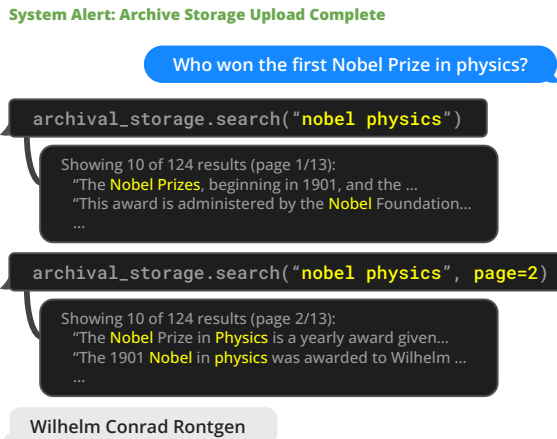 System Alert: Archive Storage Upload Complete
Who won the first Nobel Prize in physics?
archival_storage.search(“nobel physics”)
Showing 10 of 124 results (page 1/13):
“The Nobel Prizes, beginning in 1901, and the ...
“This award is administered by the Nobel Foundation...
...
archival_storage.search(“nobel physics”, page=2)
Showing 10 of 124 results (page 2/13):
“The Nobel Prize in Physics is a yearly award given...
“The 1901 Nobel in physics was awarded to Wilhelm ...
...
Wilhelm Conrad Rontgen